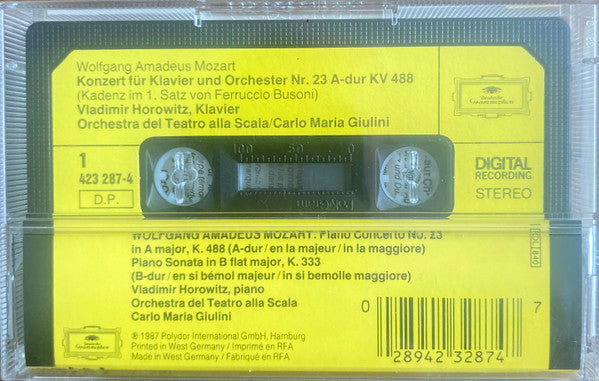 Wolfgang Amadeus Mozart
Konzert für Klavier und Orchester Nr. 23 A-dur KV 488
(Kadenz im 1. Satz von Ferruccio Busoni)
Vladimir Horowitz, Klavier
Orchestra del Teatro alla Scala/Carlo Maria Giulini
Deutsche
Grammophon
1
423 287-4
D.P.
100 50 0
DIGITAL
RECORDING
STEREO
WOLFGANG AMADEUS MOZART: Piano Concerto No. 23
in A major, K. 488 (A-dur / en la majeur / in la maggiore)
Piano Sonata in B flat major, K. 333
(B-dur / en si bémol majeur / in si bemolle maggiore)
Vladimir Horowitz, piano
Orchestra del Teatro alla Scala
Carlo Maria Giulini
Deutsche
Grammophon
℗ 1987 Polydor International GmbH, Hamburg
Printed in West Germany / Imprimé en RFA
Made in West Germany / Fabriqué en RFA
0 28942 32874 7